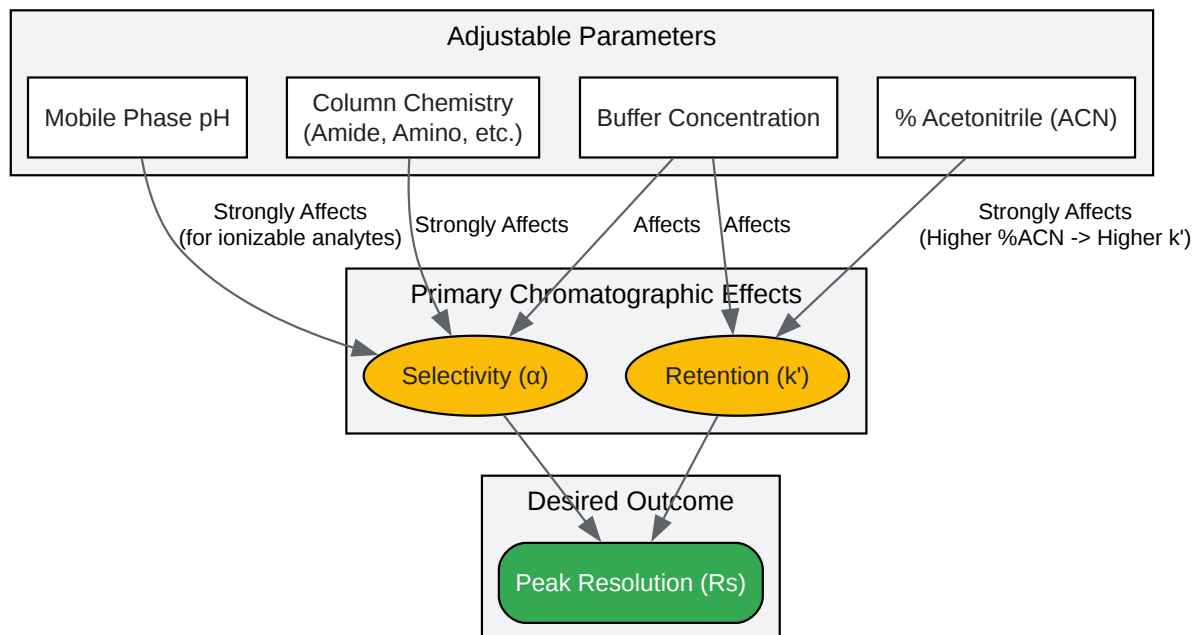 Adjustable Parameters
Mobile Phase pH
Column Chemistry
(Amide, Amino, etc.)
Buffer Concentration
% Acetonitrile (ACN)
Strongly Affects
(for ionizable analytes)
Strongly Affects
Affects
Affects
Strongly Affects
(Higher %ACN -> Higher k')
Primary Chromatographic Effects
Selectivity (α)
Retention (k')
Desired Outcome
Peak Resolution (Rs)